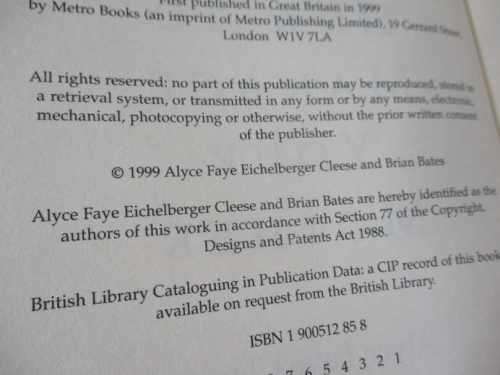 First published in Great Britain in 1999
by Metro Books (an imprint of Metro Publishing Limited), 19 Gerrard Street,
London W1V 7LA
All rights reserved: no part of this publication may be reproduced, stored in
a retrieval system, or transmitted in any form or by any means, electronic,
mechanical, photocopying or otherwise, without the prior written consent
of the publisher.
© 1999 Alyce Faye Eichelberger Cleese and Brian Bates
Alyce Faye Eichelberger Cleese and Brian Bates are hereby identified as the
authors of this work in accordance with Section 77 of the Copyright,
Designs and Patents Act 1988.
British Library Cataloguing in Publication Data: a CIP record of this book
available on request from the British Library.
ISBN 1 900512 85 8
7 6 5 4 3 2 1